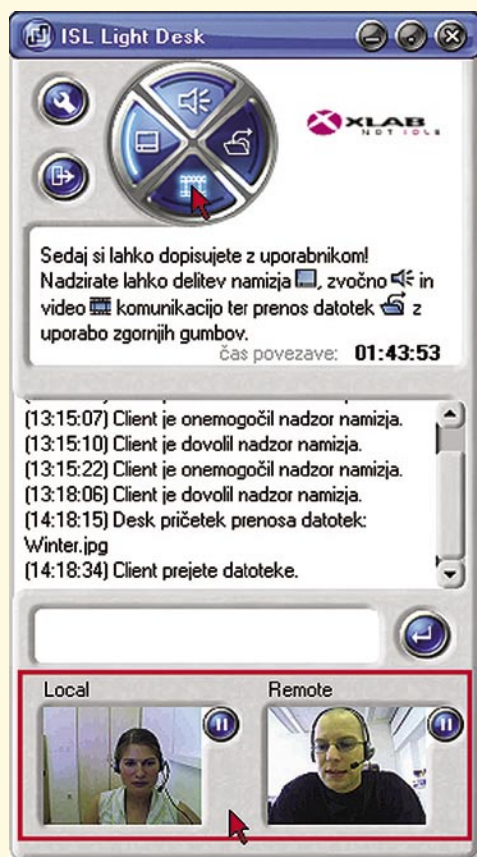 ISL Light Desk
XLAB
NOT IDLE
Sedaj si lahko dopisujete z uporabnikom!
Nadzirate lahko delitev namizja , zvočno in
video komunikacijo ter prenos datotek z
uporabo zgornjih gumbov.
čas povezave: 01:43:53
(13:15:07) Client je onemogočil nadzor namizja.
(13:15:10) Client je dovolil nadzor namizja.
(13:15:22) Client je onemogočil nadzor namizja.
(13:18:06) Client je dovolil nadzor namizja.
(14:18:15) Desk pričetek prenosa datotek:
Winter.jpg
(14:18:34) Client prejete datoteke.
Local Remote